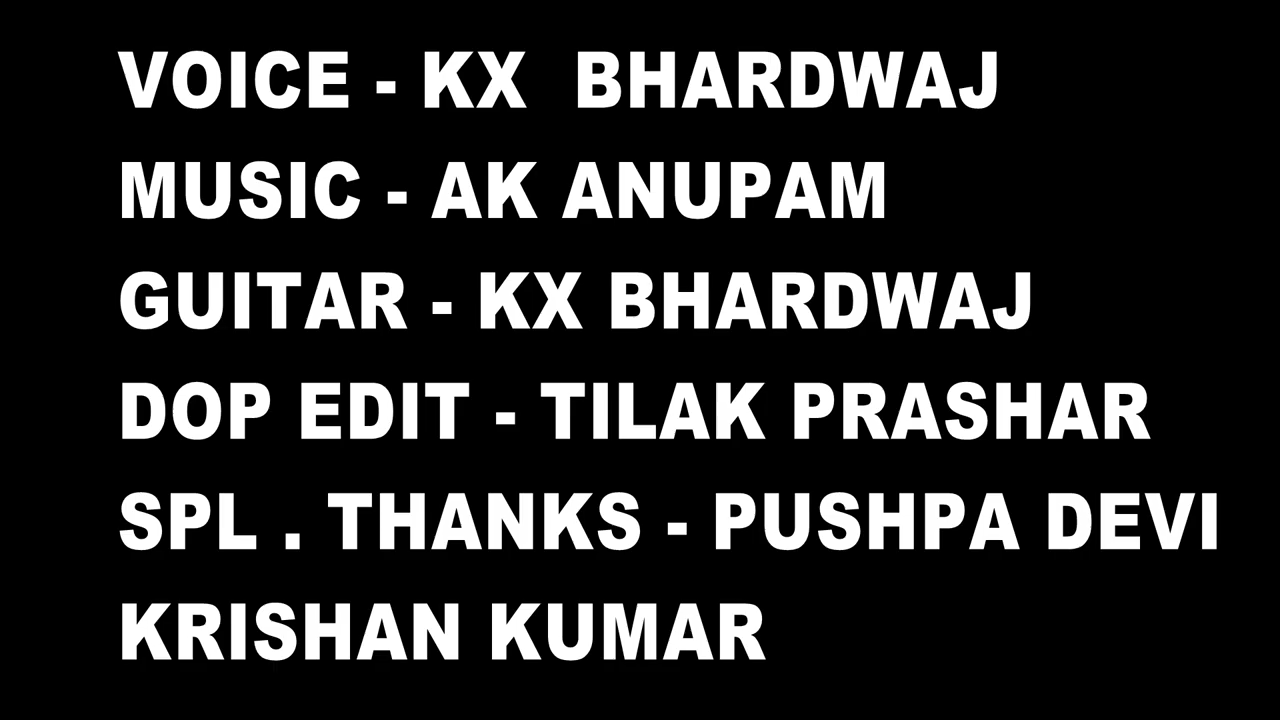 VOICE - KX  BHARDWAJ
MUSIC - AK ANUPAM
GUITAR - KX BHARDWAJ
DOP EDIT - TILAK PRASHAR
SPL . THANKS - PUSHPA DEVI
KRISHAN KUMAR